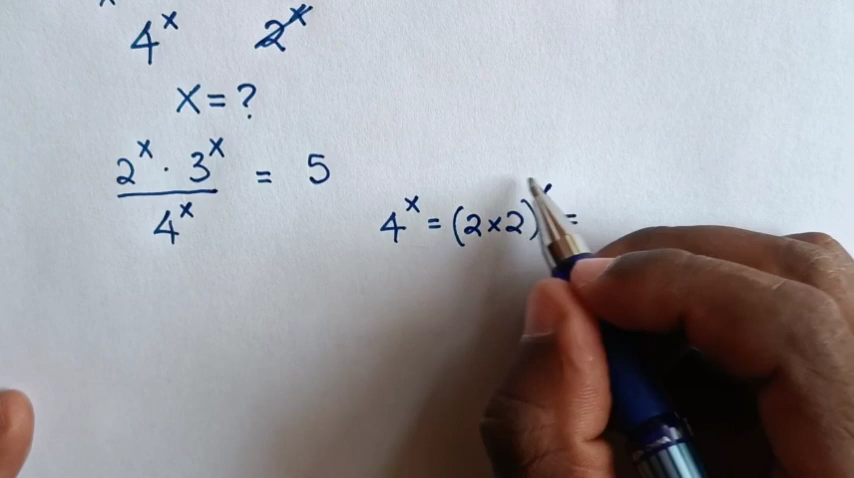 4^x 2^x
x = ?
2^x · 3^x / 4^x = 5
4^x = (2×2)^x =